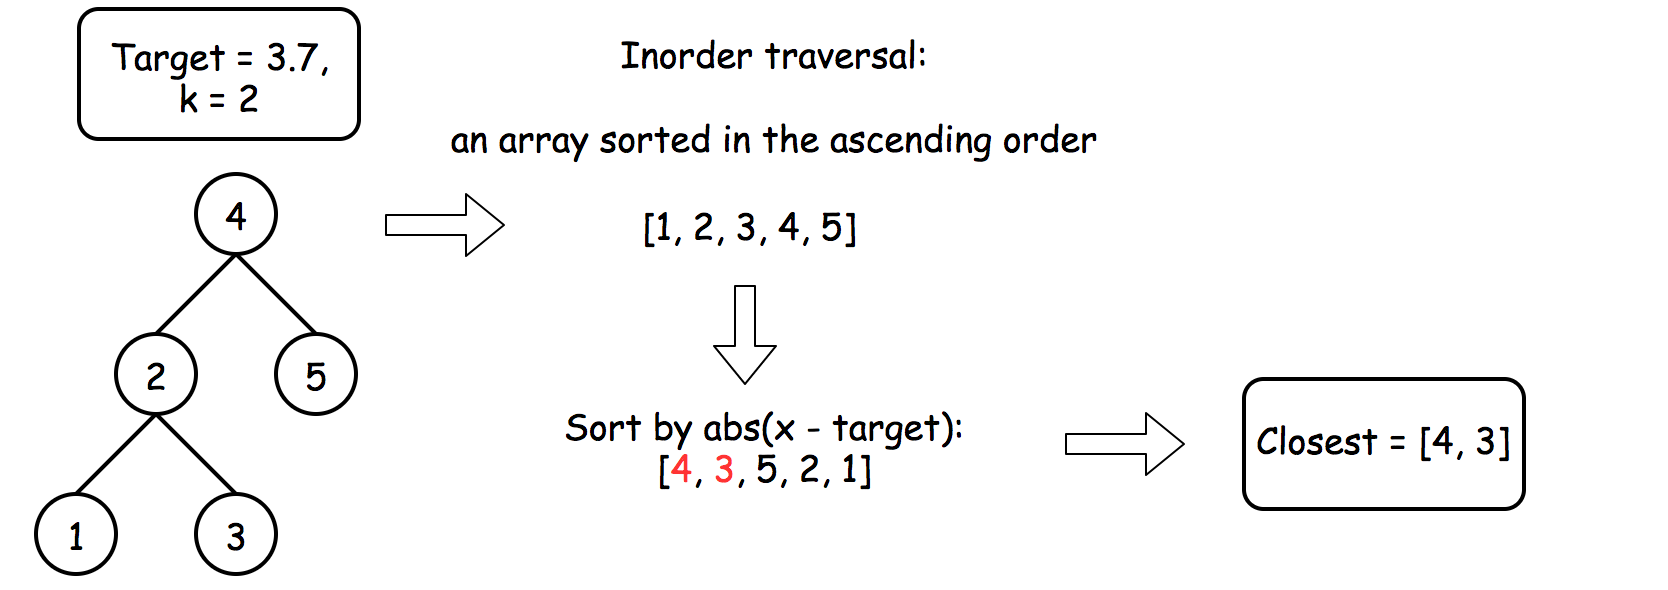 Target = 3.7,
k = 2
Inorder traversal:
an array sorted in the ascending order
[1, 2, 3, 4, 5]
4
2
5
1
3
Sort by abs(x - target):
[4, 3, 5, 2, 1]
Closest = [4, 3]